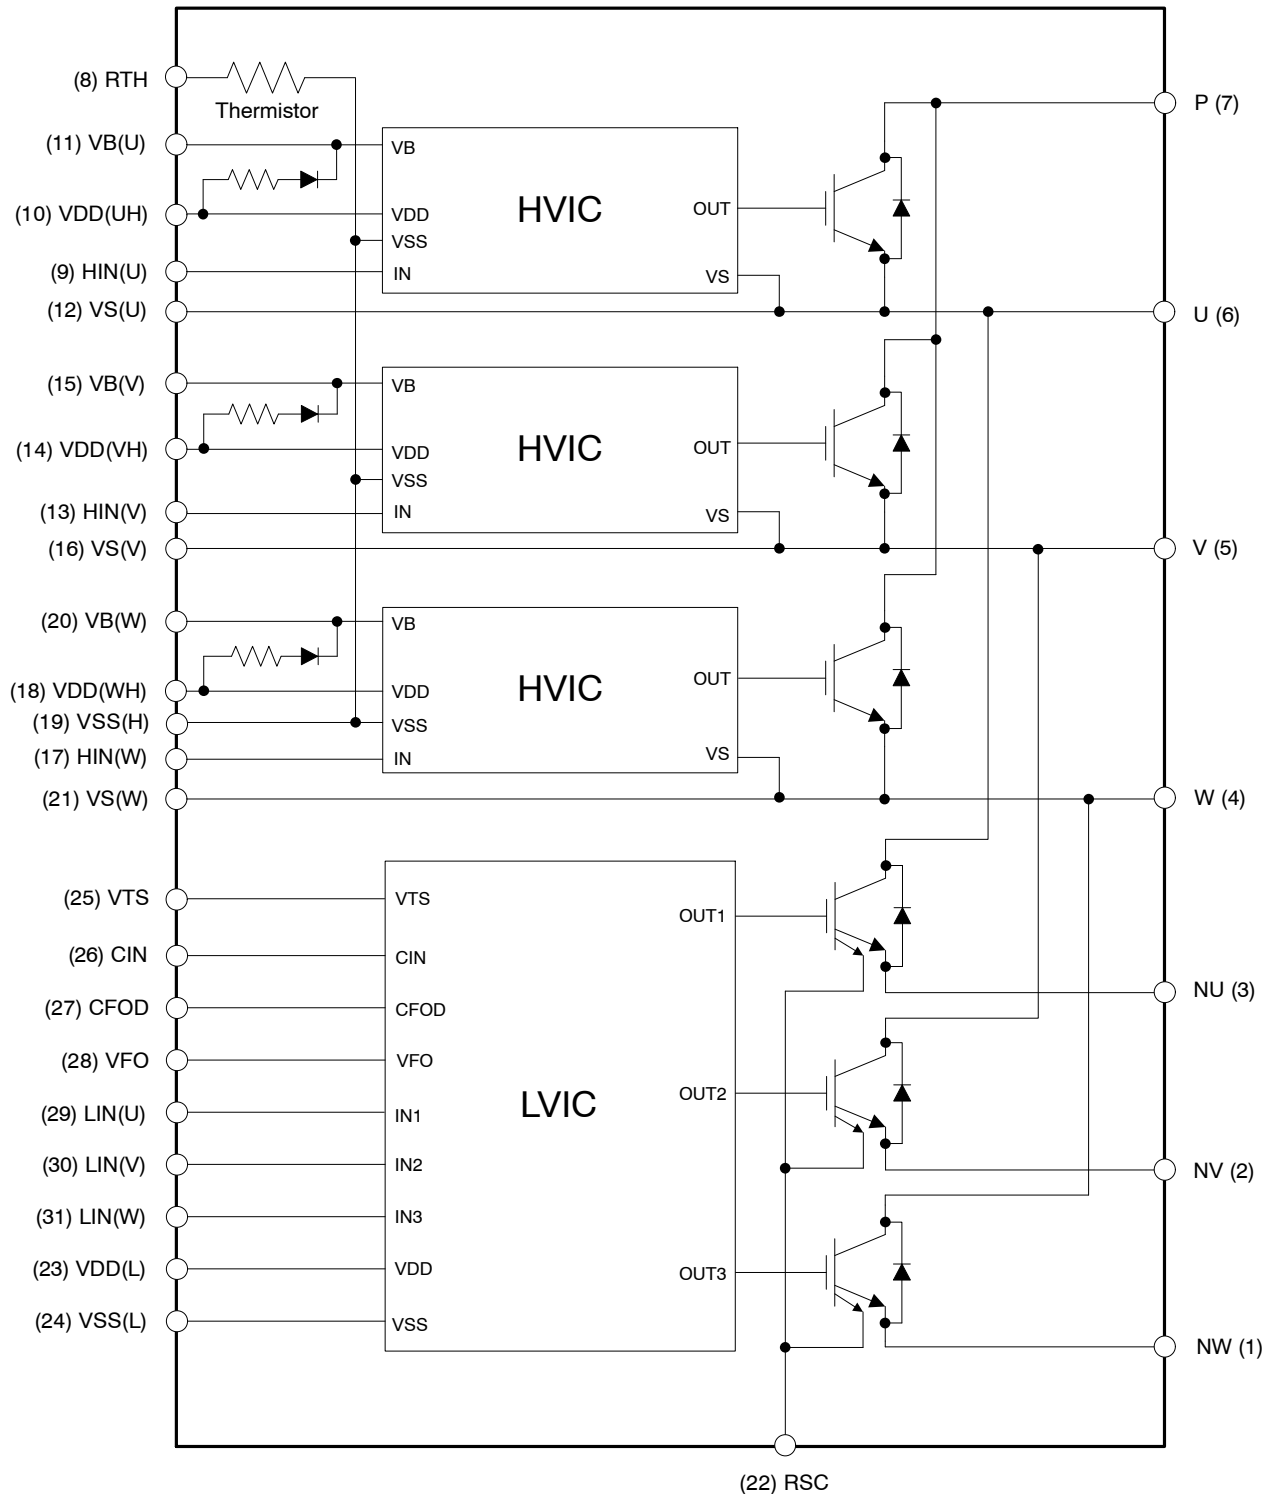 (8) RTH
Thermistor
P (7)
(11) VB(U)
VB
(10) VDD(UH)
VDD
HVIC
OUT
VSS
(9) HIN(U)
IN
VS
(12) VS(U)
U (6)
(15) VB(V)
VB
(14) VDD(VH)
VDD
HVIC
OUT
VSS
(13) HIN(V)
IN
VS
(16) VS(V)
V (5)
(20) VB(W)
VB
(18) VDD(WH)
VDD
HVIC
OUT
(19) VSS(H)
VSS
(17) HIN(W)
IN
VS
(21) VS(W)
W (4)
(25) VTS
VTS
OUT1
(26) CIN
CIN
NU (3)
(27) CFOD
CFOD
(28) VFO
VFO
LVIC
OUT2
(29) LIN(U)
IN1
(30) LIN(V)
IN2
NV (2)
(31) LIN(W)
IN3
(23) VDD(L)
VDD
OUT3
(24) VSS(L)
VSS
NW (1)
(22) RSC